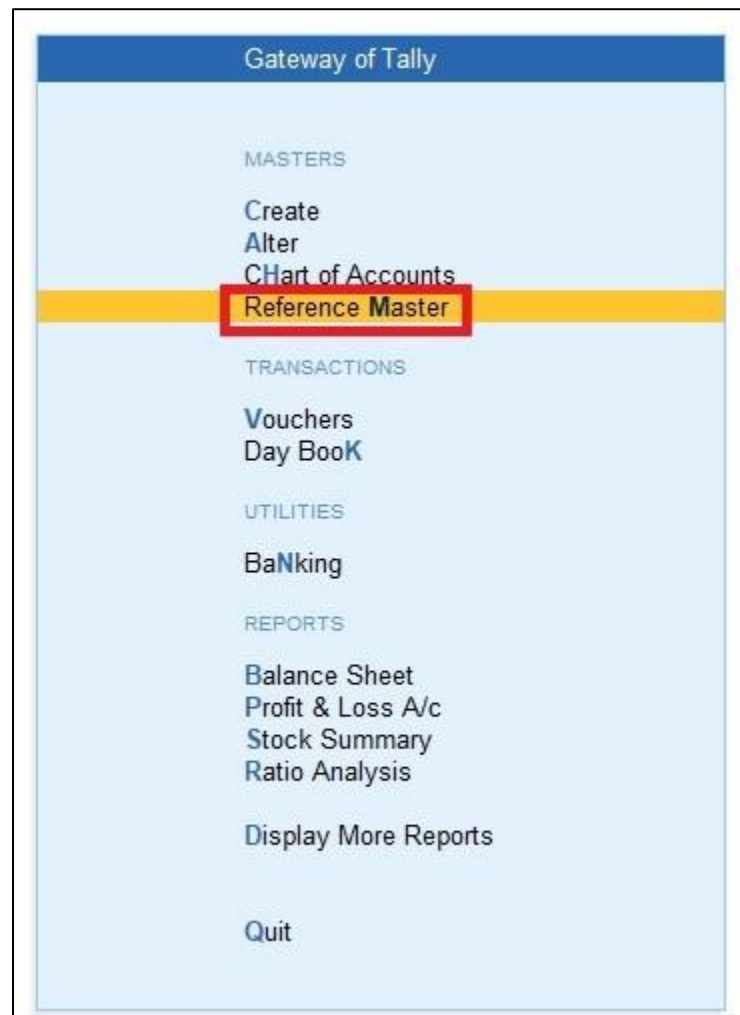 Gateway of Tally
MASTERS
Create
Alter
CHart of Accounts
Reference Master
TRANSACTIONS
Vouchers
Day BooK
UTILITIES
BaNking
REPORTS
Balance Sheet
Profit & Loss A/c
Stock Summary
Ratio Analysis
Display More Reports
Quit